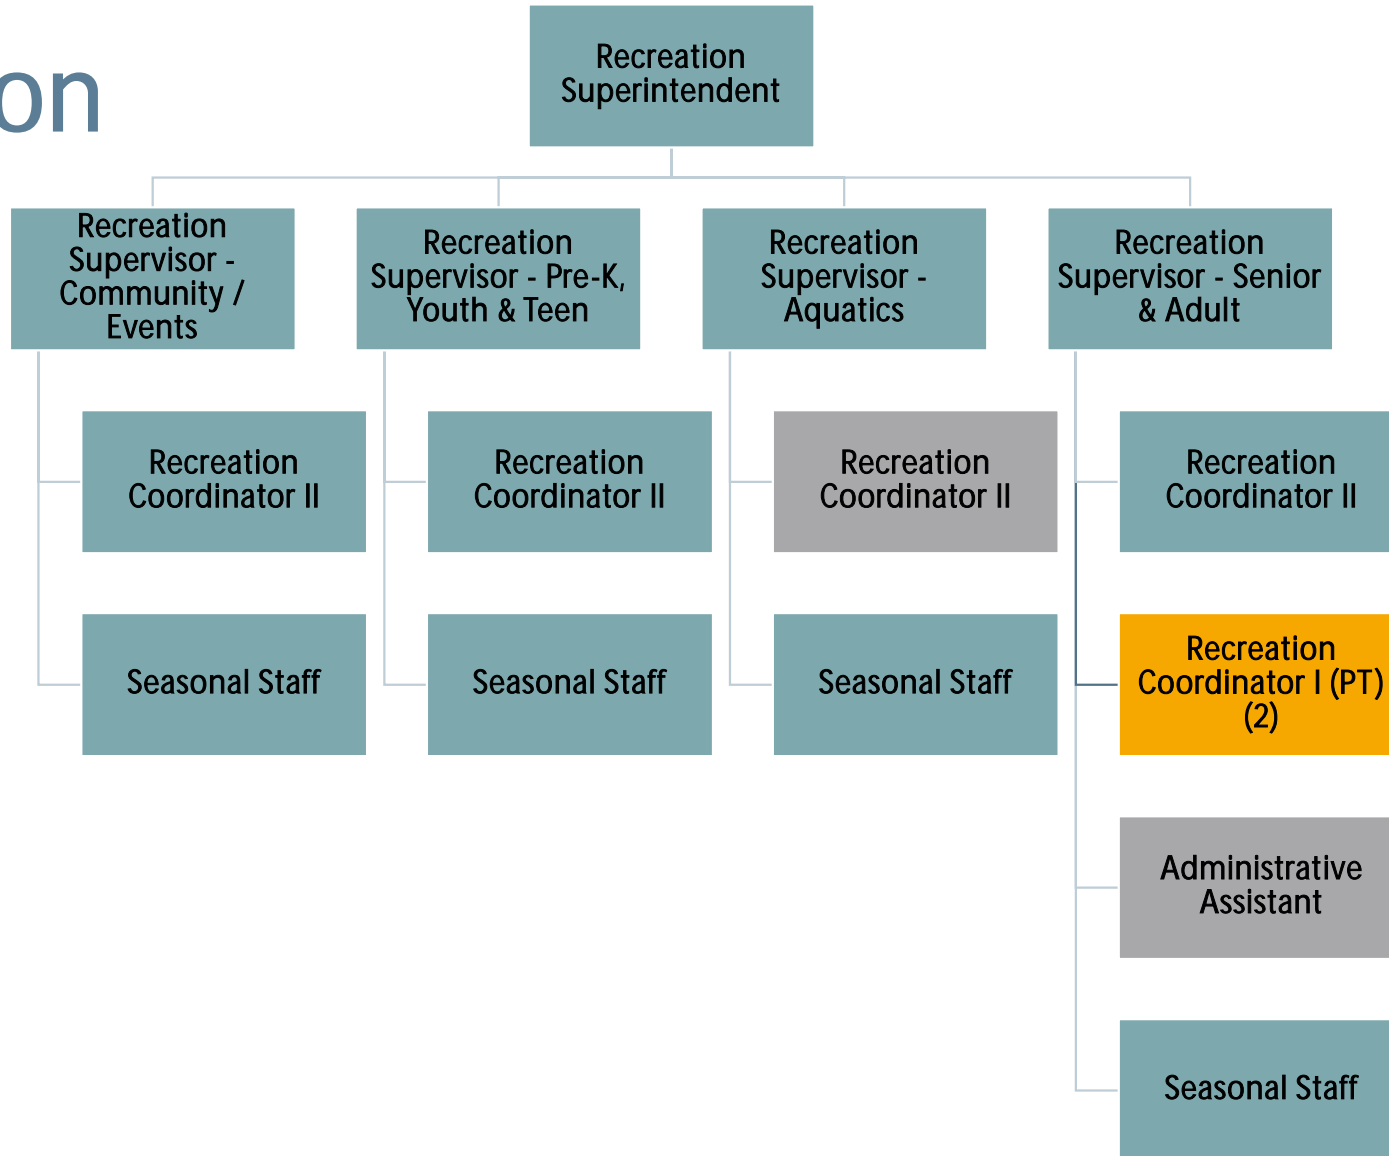 on
Recreation
Superintendent
Recreation
Supervisor -
Community /
Events
Recreation
Supervisor - Pre-K,
Youth & Teen
Recreation
Supervisor -
Aquatics
Recreation
Supervisor - Senior
& Adult
Recreation
Coordinator II
Recreation
Coordinator II
Recreation
Coordinator II
Recreation
Coordinator II
Seasonal Staff
Seasonal Staff
Seasonal Staff
Recreation
Coordinator I (PT)
(2)
Administrative
Assistant
Seasonal Staff